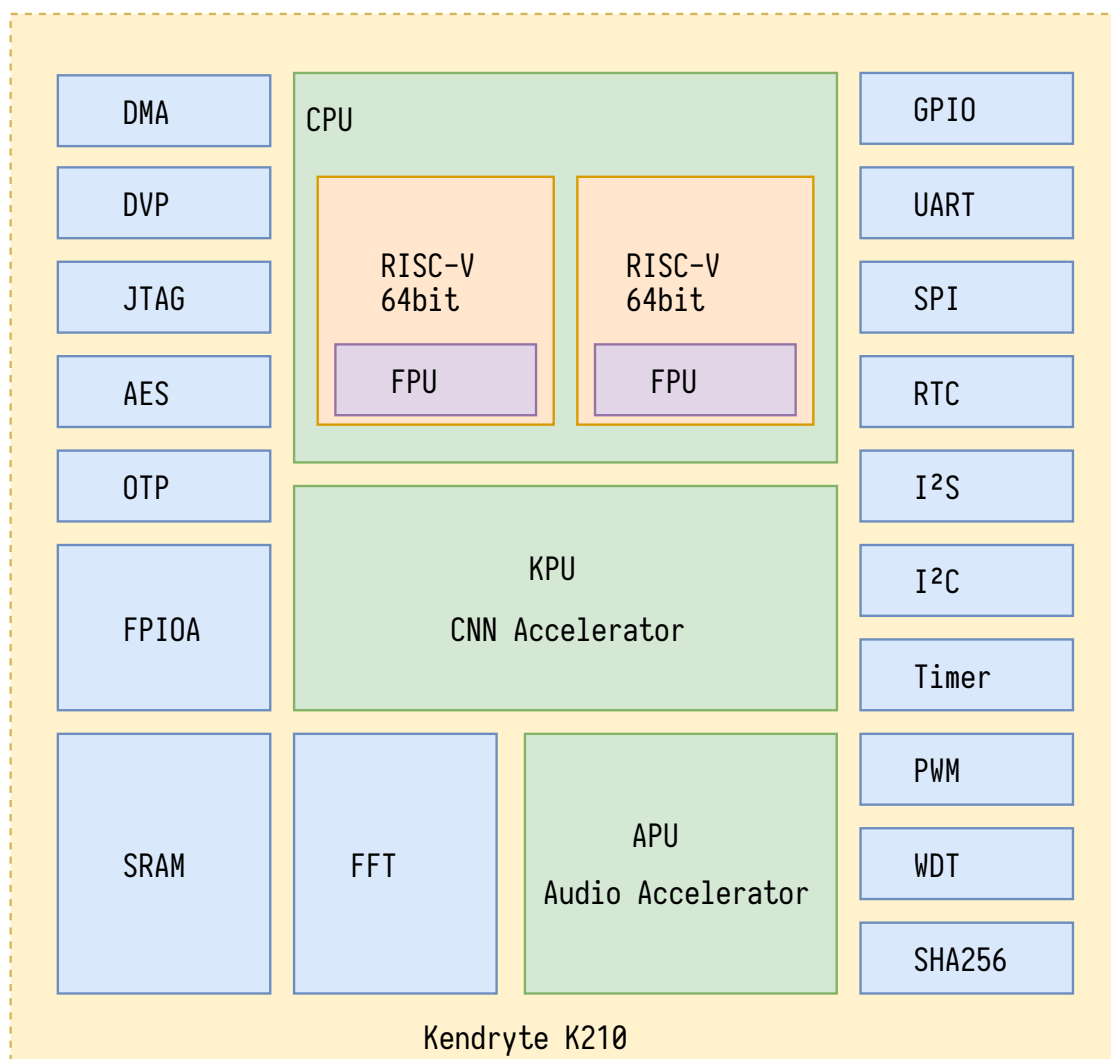 DMA
DVP
JTAG
AES
OTP
FPIOA
SRAM
CPU
RISC-V
64bit
FPU
RISC-V
64bit
FPU
KPU
CNN Accelerator
FFT
APU
Audio Accelerator
GPIO
UART
SPI
RTC
I²S
I²C
Timer
PWM
WDT
SHA256
Kendryte K210